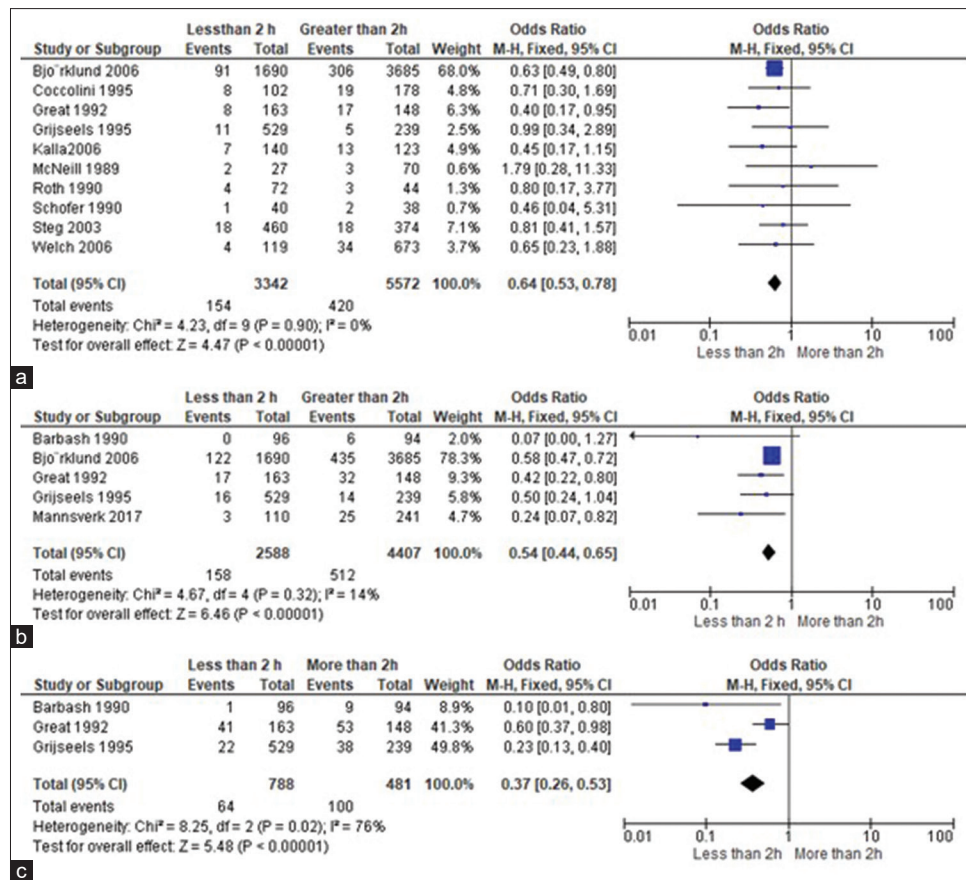 Lessthan 2 h Greater than 2h Odds Ratio Odds Ratio
Study or Subgroup Events Total Events Total Weight M-H, Fixed, 95% CI M-H, Fixed, 95% CI
Bjo¨rklund 2006 91 1690 306 3685 68.0% 0.63 [0.49, 0.80]
Coccolini 1995 8 102 19 178 4.8% 0.71 [0.30, 1.69]
Great 1992 8 163 17 148 6.3% 0.40 [0.17, 0.95]
Grijseels 1995 11 529 5 239 2.5% 0.99 [0.34, 2.89]
Kalla2006 7 140 13 123 4.9% 0.45 [0.17, 1.15]
McNeill 1989 2 27 3 70 0.6% 1.79 [0.28, 11.33]
Roth 1990 4 72 3 44 1.3% 0.80 [0.17, 3.77]
Schofer 1990 1 40 2 38 0.7% 0.46 [0.04, 5.31]
Steg 2003 18 460 18 374 7.1% 0.81 [0.41, 1.57]
Welch 2006 4 119 34 673 3.7% 0.65 [0.23, 1.88]
Total (95% CI) 3342 5572 100.0% 0.64 [0.53, 0.78]
Total events 154 420
Heterogeneity: Chi² = 4.23, df = 9 (P = 0.90); I² = 0%
Test for overall effect: Z = 4.47 (P < 0.00001)
0.01 0.1 1 10 100
Less than 2h More than 2h
a
Less than 2 h Greater than 2h Odds Ratio Odds Ratio
Study or Subgroup Events Total Events Total Weight M-H, Fixed, 95% CI M-H, Fixed, 95% CI
Barbash 1990 0 96 6 94 2.0% 0.07 [0.00, 1.27]
Bjo¨rklund 2006 122 1690 435 3685 78.3% 0.58 [0.47, 0.72]
Great 1992 17 163 32 148 9.3% 0.42 [0.22, 0.80]
Grijseels 1995 16 529 14 239 5.8% 0.50 [0.24, 1.04]
Mannsverk 2017 3 110 25 241 4.7% 0.24 [0.07, 0.82]
Total (95% CI) 2588 4407 100.0% 0.54 [0.44, 0.65]
Total events 158 512
Heterogeneity: Chi² = 4.67, df = 4 (P = 0.32); I² = 14%
Test for overall effect: Z = 6.46 (P < 0.00001)
0.01 0.1 1 10 100
Less than 2 h More than 2h
b
Less than 2 h More than 2h Odds Ratio Odds Ratio
Study or Subgroup Events Total Events Total Weight M-H, Fixed, 95% CI M-H, Fixed, 95% CI
Barbash 1990 1 96 9 94 8.9% 0.10 [0.01, 0.80]
Great 1992 41 163 53 148 41.3% 0.60 [0.37, 0.98]
Grijseels 1995 22 529 38 239 49.8% 0.23 [0.13, 0.40]
Total (95% CI) 788 481 100.0% 0.37 [0.26, 0.53]
Total events 64 100
Heterogeneity: Chi² = 8.25, df = 2 (P = 0.02); I² = 76%
Test for overall effect: Z = 5.48 (P < 0.00001)
0.01 0.1 1 10 100
Less than 2h More than 2h
c